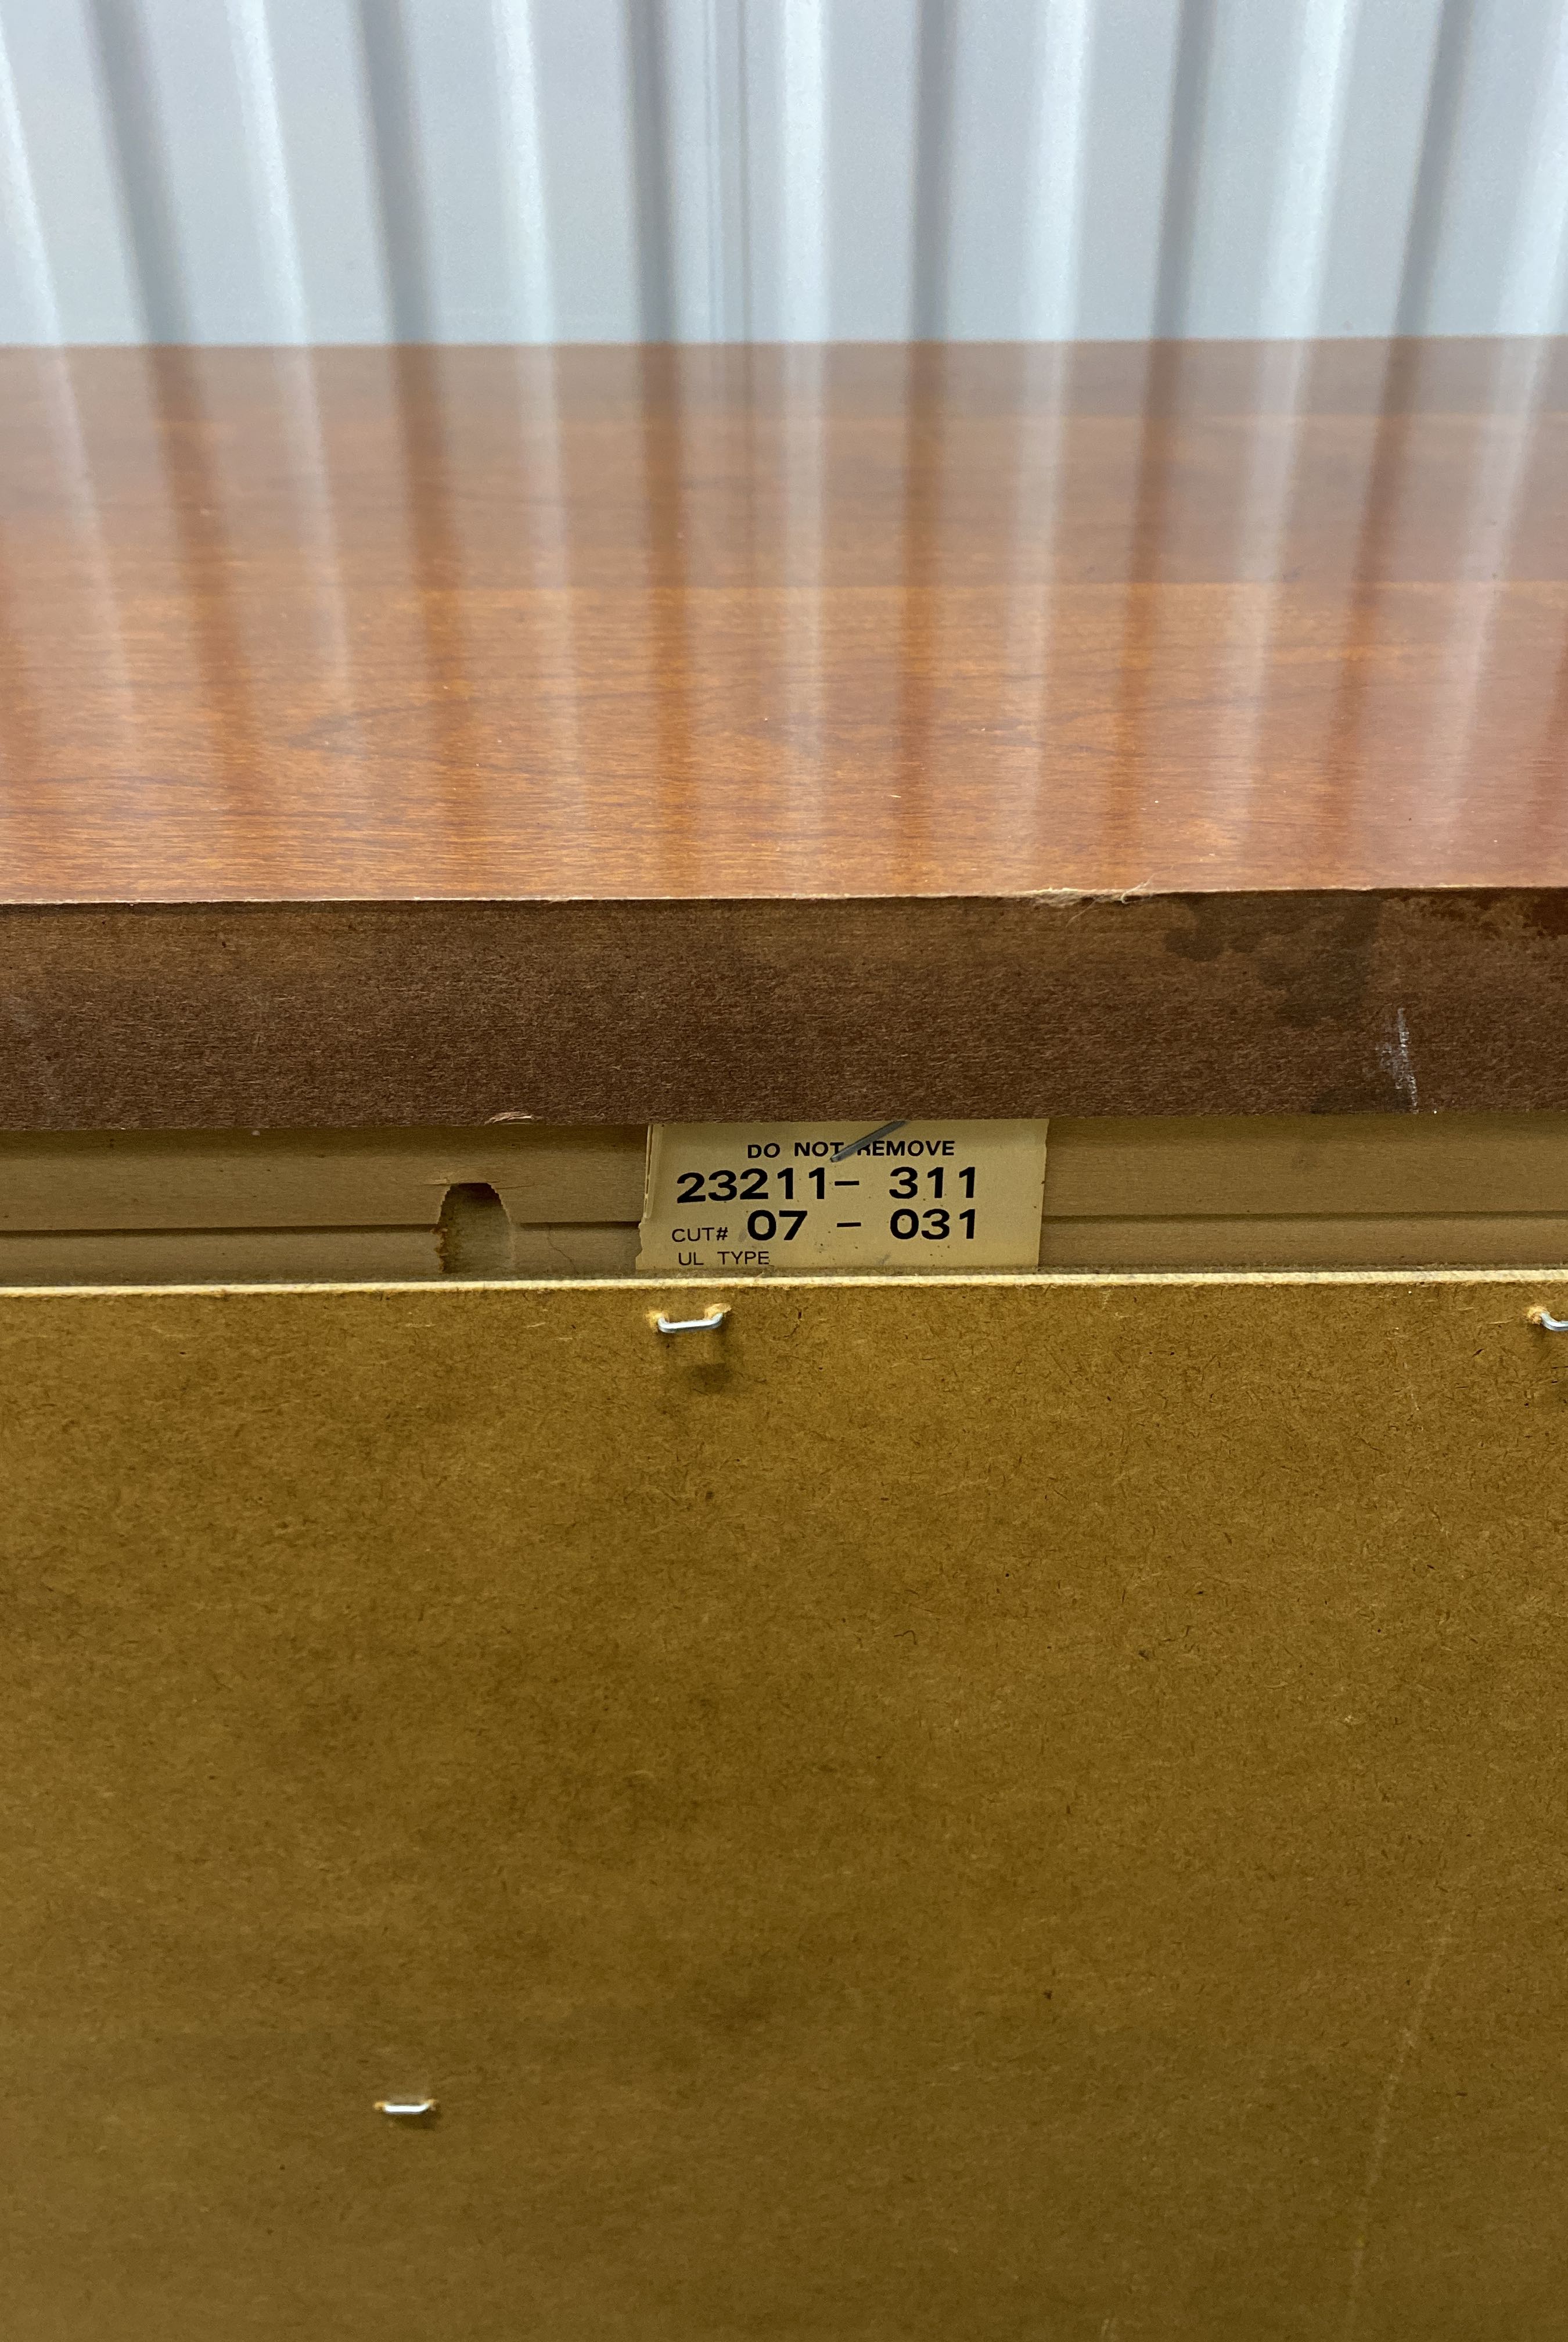 DO NOT REMOVE
23211- 311
CUT# 07 - 031
UL TYPE